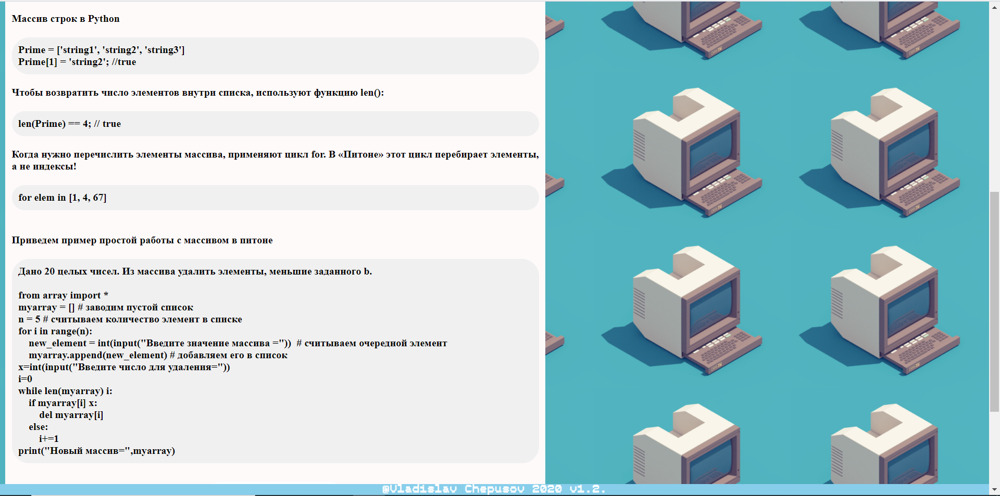 Массив строк в Python
Prime = ['string1', 'string2', 'string3']
Prime[1] = 'string2'; //true
Чтобы возвратить число элементов внутри списка, используют функцию len():
len(Prime) == 4; // true
Когда нужно перечислить элементы массива, применяют цикл for. В «Питоне» этот цикл перебирает элементы,
а не индексы!
for elem in [1, 4, 67]
Приведем пример простой работы с массивом в питоне
Дано 20 целых чисел. Из массива удалить элементы, меньшие заданного b.
from array import *
myarray = [] # заводим пустой список
n = 5 # считываем количество элемент в списке
for i in range(n):
new_element = int(input("Введите значение массива ="))  # считываем очередной элемент
myarray.append(new_element) # добавляем его в список
x=int(input("Введите число для удаления="))
i=0
while len(myarray) i:
if myarray[i] x:
del myarray[i]
else:
i+=1
print("Новый массив=",myarray)
@Vladislav Chepusov 2020 v1.2.